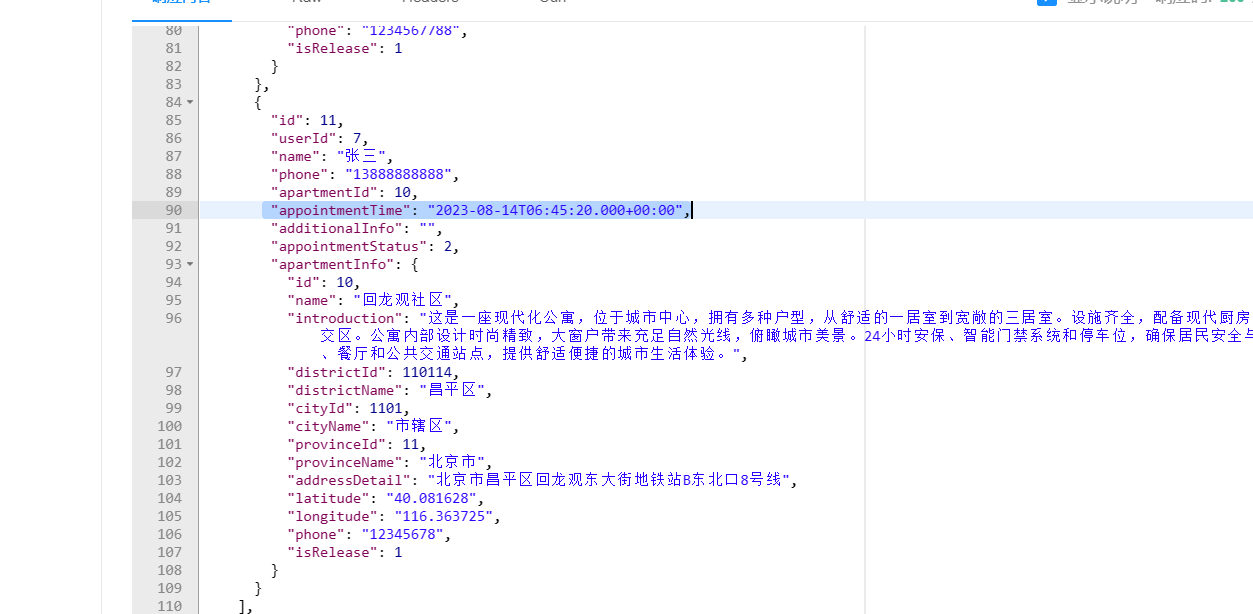 响应内容 Raw Headers Curl 显示说明
80 "phone": "1234567788",
81 "isRelease": 1
82 }
83 },
84 {
85 "id": 11,
86 "userId": 7,
87 "name": "张三",
88 "phone": "13888888888",
89 "apartmentId": 10,
90 "appointmentTime": "2023-08-14T06:45:20.000+00:00",
91 "additionalInfo": "",
92 "appointmentStatus": 2,
93 "apartmentInfo": {
94 "id": 10,
95 "name": "回龙观社区",
96 "introduction": "这是一座现代化公寓，位于城市中心，拥有多种户型，从舒适的一居室到宽敞的三居室。设施齐全，配备现代厨房
交区。公寓内部设计时尚精致，大窗户带来充足自然光线，俯瞰城市美景。24小时安保、智能门禁系统和停车位，确保居民安全与
、餐厅和公共交通站点，提供舒适便捷的城市生活体验。",
97 "districtId": 110114,
98 "districtName": "昌平区",
99 "cityId": 1101,
100 "cityName": "市辖区",
101 "provinceId": 11,
102 "provinceName": "北京市",
103 "addressDetail": "北京市昌平区回龙观东大街地铁站B东北口8号线",
104 "latitude": "40.081628",
105 "longitude": "116.363725",
106 "phone": "12345678",
107 "isRelease": 1
108 }
109 }
110 ],